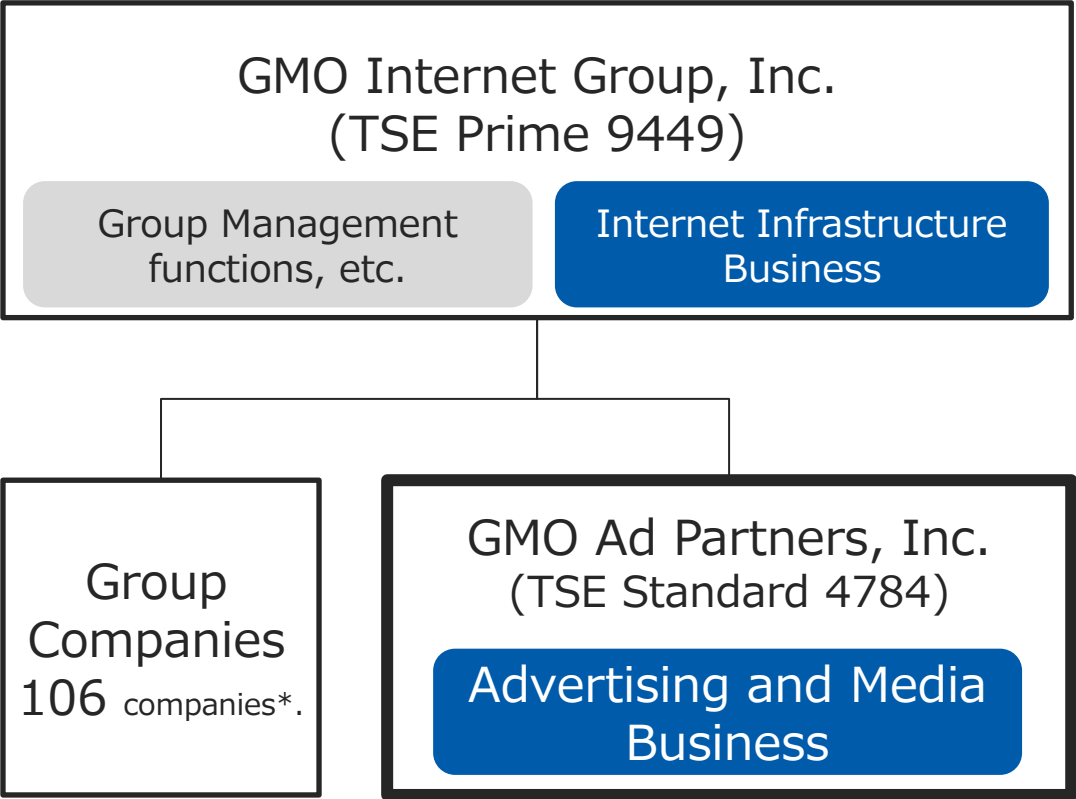 GMO Internet Group, Inc.
(TSE Prime 9449)
Group Management
functions, etc.
Internet Infrastructure
Business
Group
Companies
106 companies*.
GMO Ad Partners, Inc.
(TSE Standard 4784)
Advertising and Media
Business